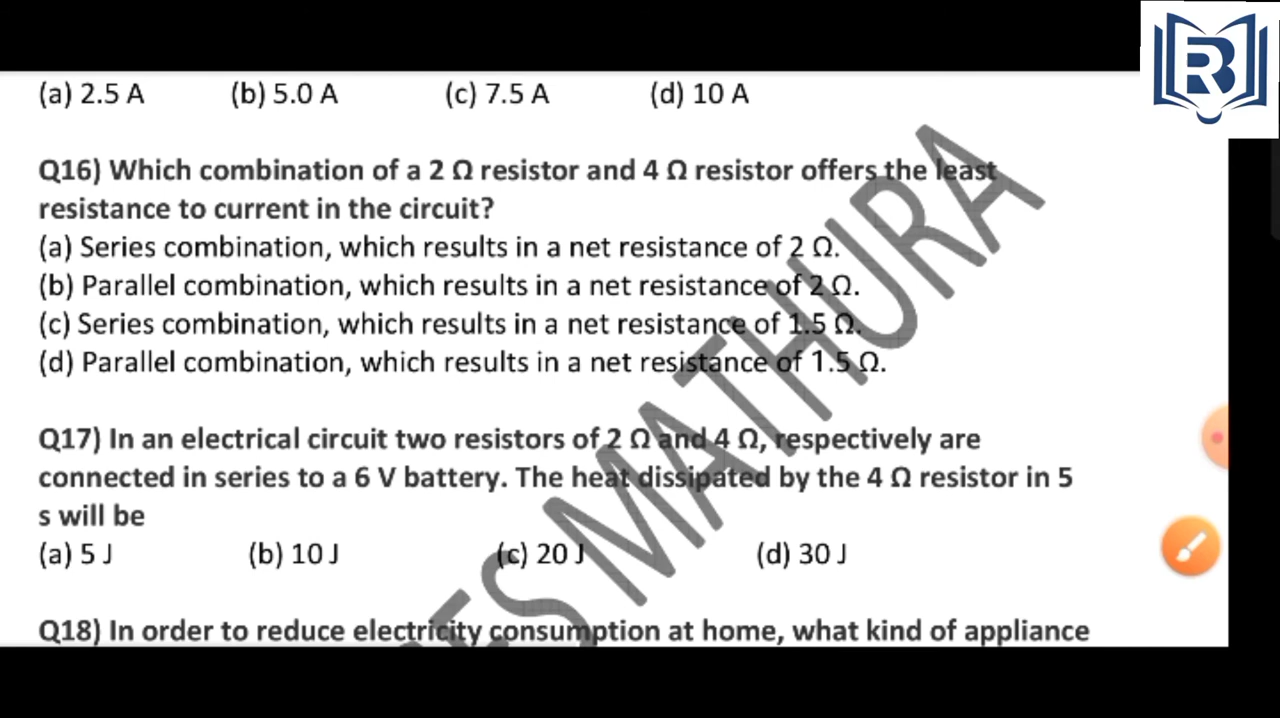 (a) 2.5 A (b) 5.0 A (c) 7.5 A (d) 10 A
Q16) Which combination of a 2 Ω resistor and 4 Ω resistor offers the least
resistance to current in the circuit?
(a) Series combination, which results in a net resistance of 2 Ω.
(b) Parallel combination, which results in a net resistance of 2 Ω.
(c) Series combination, which results in a net resistance of 1.5 Ω.
(d) Parallel combination, which results in a net resistance of 1.5 Ω.
Q17) In an electrical circuit two resistors of 2 Ω and 4 Ω, respectively are
connected in series to a 6 V battery. The heat dissipated by the 4 Ω resistor in 5
s will be
(a) 5 J (b) 10 J (c) 20 J (d) 30 J
Q18) In order to reduce electricity consumption at home, what kind of appliance
MATHURA